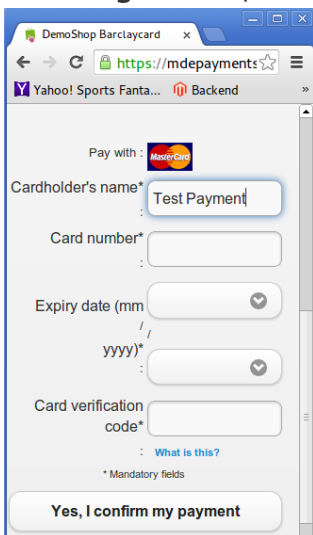 DemoShop Barclaycard
https://mdepayments
Yahoo! Sports Fanta... Backend »
Pay with : MasterCard
Cardholder's name*
:
Test Payment
Card number*
:
Expiry date (mm
/
/
yyyy)*
:
Card verification
code*
: What is this?
* Mandatory fields
Yes, I confirm my payment